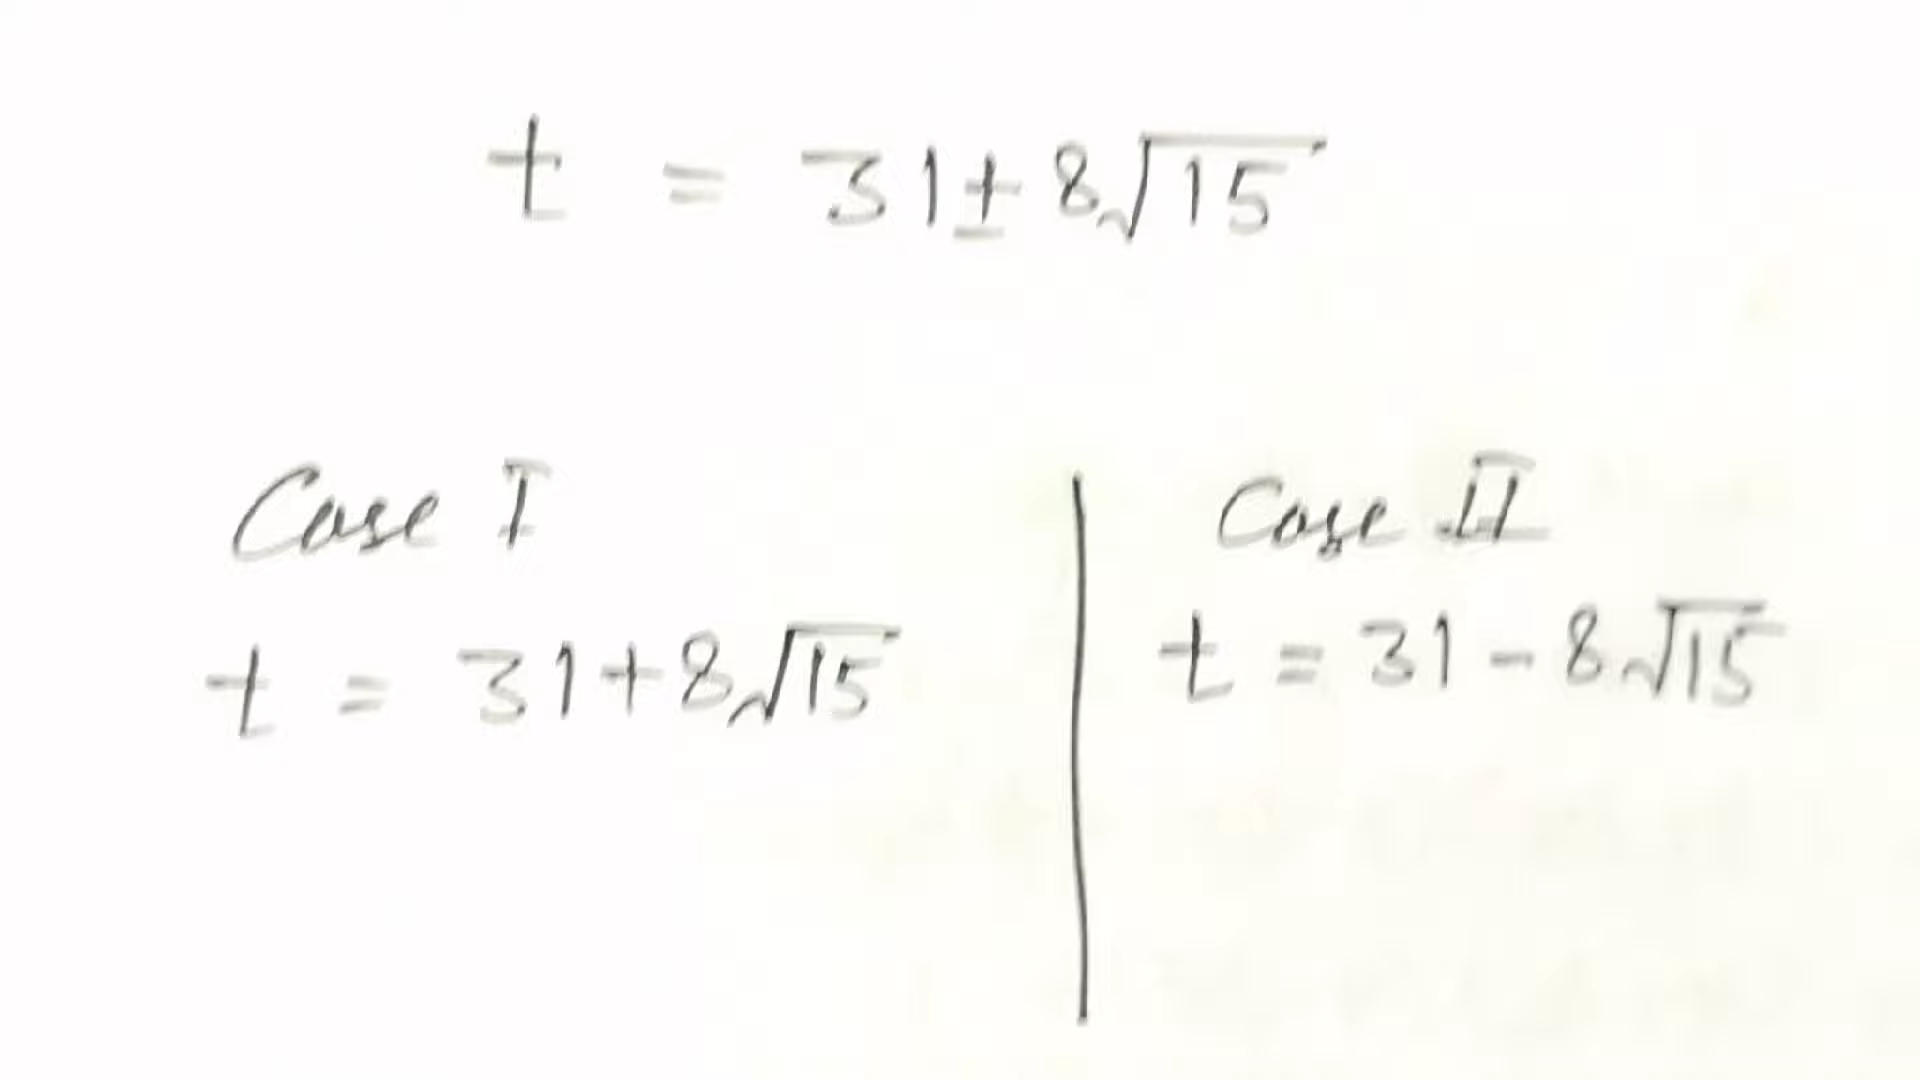 t = 31 ± 8√15
Case I
t = 31 + 8√15
Case II
t = 31 - 8√15